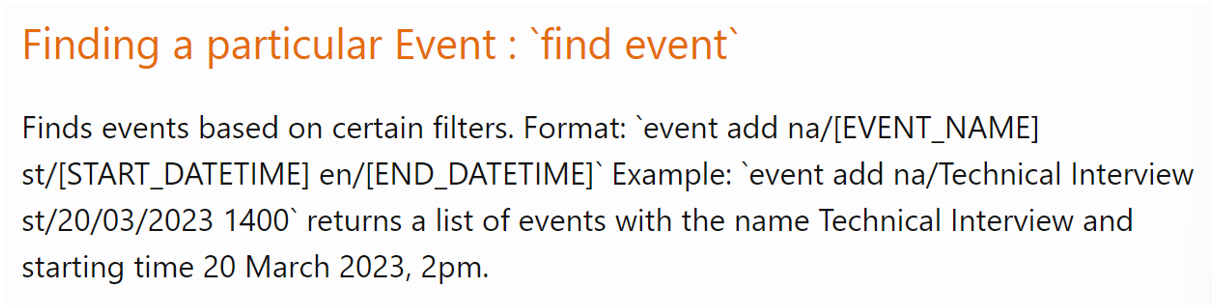 Finding a particular Event : `find event`
Finds events based on certain filters. Format: `event add na/[EVENT_NAME]
st/[START_DATETIME] en/[END_DATETIME]` Example: `event add na/Technical Interview
st/20/03/2023 1400` returns a list of events with the name Technical Interview and
starting time 20 March 2023, 2pm.